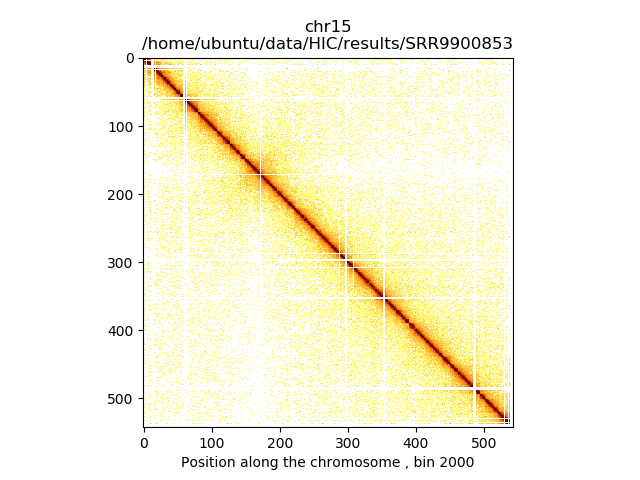 chr15
/home/ubuntu/data/HIC/results/SRR9900853
0
100
200
300
400
500
0 100 200 300 400 500
Position along the chromosome , bin 2000